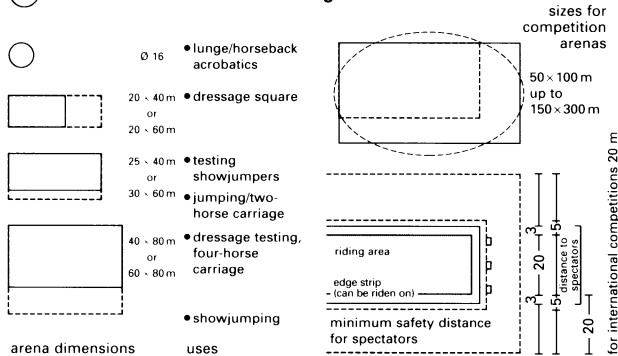 sizes for
competition
arenas
50 × 100 m
up to
150 × 300 m
Ø 16
• lunge/horseback
acrobatics
20 × 40 m
or
20 × 60 m
• dressage square
25 × 40 m
or
30 × 60 m
• testing
showjumpers
• jumping/two-
horse carriage
40 × 80 m
or
60 × 80 m
• dressage testing,
four-horse
carriage
• showjumping
arena dimensions
uses
riding area
edge strip
(can be riden on)
minimum safety distance
for spectators
3
20
3
5
5
distance to
spectators
20
for international competitions 20 m